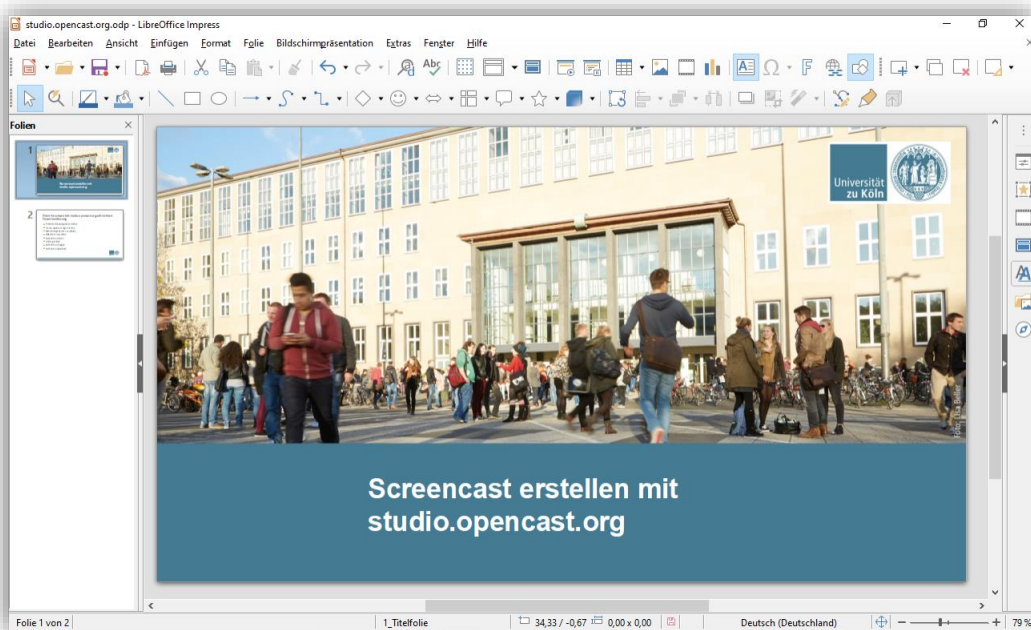 studio.opencast.org.odp - LibreOffice Impress
Datei Bearbeiten Ansicht Einfügen Format Folie Bildschirmpräsentation Extras Fenster Hilfe
Folien
1
2
Universität
zu Köln
Screencast erstellen mit
studio.opencast.org
Folie 1 von 2
1_Titelfolie
34,33 / -0,67
0,00 x 0,00
Deutsch (Deutschland)
79 %